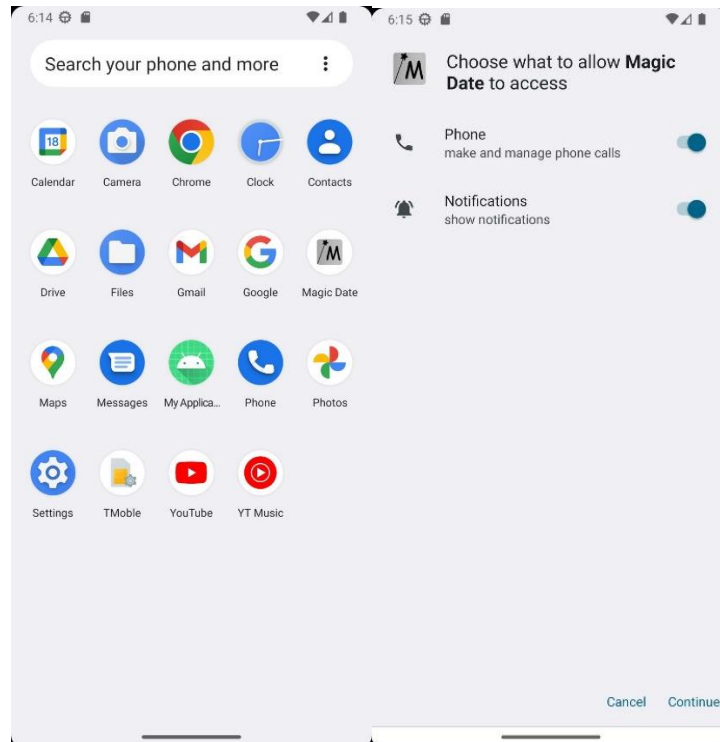 6:14
Search your phone and more
18
Calendar Camera Chrome Clock Contacts
M
Drive Files Gmail Google Magic Date
Maps Messages My Applica... Phone Photos
Settings TMoble YouTube YT Music
6:15
M
Choose what to allow Magic
Date to access
Phone
make and manage phone calls
Notifications
show notifications
Cancel Continue